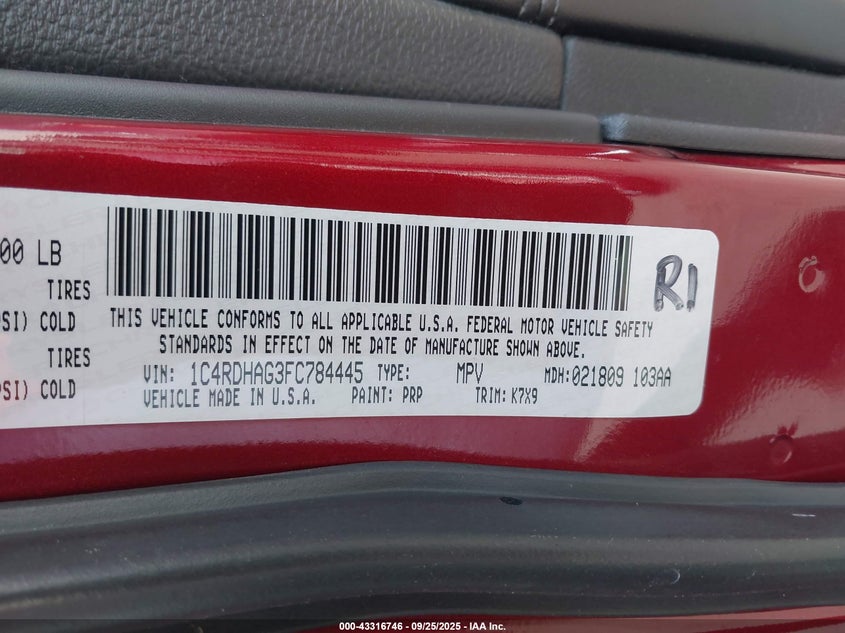 00 LB
TIRES
PSI) COLD
TIRES
PSI) COLD
R1
THIS VEHICLE CONFORMS TO ALL APPLICABLE U.S.A. FEDERAL MOTOR VEHICLE SAFETY
STANDARDS IN EFFECT ON THE DATE OF MANUFACTURE SHOWN ABOVE.
VIN: 1C4RDHAG3FC784445 TYPE: MPV MDH:021809 103AA
VEHICLE MADE IN U.S.A. PAINT: PRP TRIM: K7X9
000-43316746 - 09/25/2025 - IAA Inc.